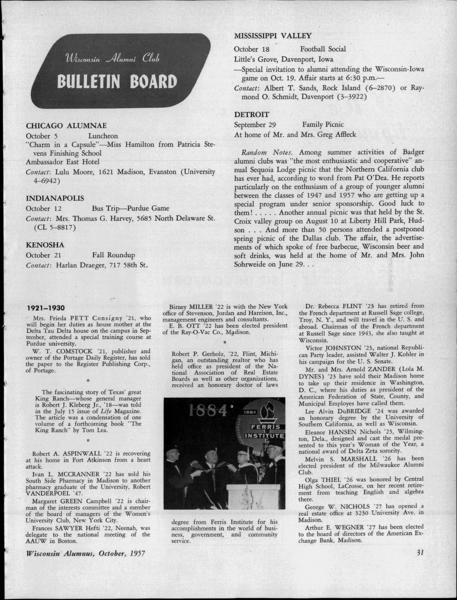 Wisconsin Alumni Club
BULLETIN BOARD
CHICAGO ALUMNAE
October 5 Luncheon
"Charm in a Capsule"—Miss Hamilton from Patricia Ste-
vens Finishing School
Ambassador East Hotel
Contact: Lulu Moore, 1621 Madison, Evanston (University
4-6942)
INDIANAPOLIS
October 12 Bus Trip—Purdue Game
Contact: Mrs. Thomas G. Harvey, 5685 North Delaware St.
(CL 5-8817)
KENOSHA
October 21 Fall Roundup
Contact: Harlan Draeger, 717 58th St.
MISSISSIPPI VALLEY
October 18 Football Social
Little's Grove, Davenport, Iowa
—Special invitation to alumni attending the Wisconsin-Iowa
game on Oct. 19. Affair starts at 6:30 p.m.—
Contact: Albert T. Sands, Rock Island (6-2870) or Ray-
mond O. Schmidt, Davenport (3-3922)
DETROIT
September 29 Family Picnic
At home of Mr. and Mrs. Greg Affleck
Random Notes. Among summer activities of Badger
alumni clubs was "the most enthusiastic and cooperative" an-
nual Sequoia Lodge picnic that the Northern California club
has ever had, according to word from Pat O'Dea. He reports
particularly on the enthusiasm of a group of younger alumni
between the classes of 1947 and 1957 who are getting up a
special program under senior sponsorship. Good luck to
them! . . . . . Another annual picnic was that held by the St.
Croix valley group on August 10 at Liberty Hill Park, Hud-
son . . . And more than 50 persons attended a postponed
spring picnic of the Dallas club. The affair, the advertise-
ments of which spoke of free barbecue, Wisconsin beer and
soft drinks, was held at the home of Mr. and Mrs. John
Sohrweide on June 29. . .
1921–1930
Mrs. Frieda PETT Consigny '21, who
will begin her duties as house mother at the
Delta Tau Delta house on the campus in Sep-
tember, attended a special training course at
Purdue university.
W. T. COMSTOCK '21, publisher and
owner of the Portage Daily Register, has sold
the paper to the Register Publishing Corp.,
of Portage.
*
The fascinating story of Texas' great
King Ranch—whose general manager
is Robert J. Kleberg Jr., '18—was told
in the July 15 issue of Life Magazine.
The article was a condensation of one
volume of a forthcoming book "The
King Ranch" by Tom Lea.
*
Robert A. ASPINWALL '22 is recovering
at his home in Fort Atkinson from a heart
attack.
Ivan L. MCCRANNER '22 has sold his
South Side Pharmacy in Madison to another
pharmacy graduate of the University, Robert
VANDERPOEL '47.
Margaret GREEN Campbell '22 is chair-
man of the interests committee and a member
of the board of managers of the Women's
University Club, New York City.
Frances SAWYER Hefti '22, Neenah, was
delegate to the national meeting of the
AAUW in Boston.
Birney MILLER '22 is with the New York
office of Stevenson, Jordan and Harrison, Inc.,
management engineers and consultants.
E. B. OTT '22 has been elected president
of the Ray-O-Vac Co., Madison.
*
Robert P. Gerholz, '22, Flint, Michi-
gan, an outstanding realtor who has
held office as president of the Na-
tional Association of Real Estate
Boards as well as other organizations,
received an honorary doctor of laws
1884
1884
FERRIS
INSTITUTE
degree from Ferris Institute for his
accomplishments in the world of busi-
ness, government, and community
service.
Dr. Rebecca FLINT '23 has retired from
the French department at Russell Sage college,
Troy, N. Y., and will travel in the U. S. and
abroad. Chairman of the French department
at Russell Sage since 1943, she also taught at
Wisconsin.
Victor JOHNSTON '23, national Republi-
can Party leader, assisted Walter J. Kohler in
his campaign for the U. S. Senate.
Mr. and Mrs. Arnold ZANDER (Lola M.
DYNES) '23 have sold their Madison home
to take up their residence in Washington,
D. C., where his duties as president of the
American Federation of State, County, and
Municipal Employes have called them.
Lee Alvin DuBRIDGE '24 was awarded
an honorary degree by the University of
Southern California, as well as Wisconsin.
Eleanor HANSEN Nichols '25, Wilming-
ton, Dela., designed and cast the medal pre-
sented to this year's Woman of the Year, a
national award of Delta Zeta sorority.
Melvin S. MARSHALL '26 has been
elected president of the Milwaukee Alumni
Club.
Olga THIEL '26 was honored by Central
High School, LaCrosse, on her recent retire-
ment from teaching English and algebra
there.
George W. NICHOLS '27 has opened a
real estate office at 3250 University Ave. in
Madison.
Arthur E. WEGNER '27 has been elected
to the board of directors of the American Ex-
change Bank, Madison.
Wisconsin Alumnus, October, 1957
31